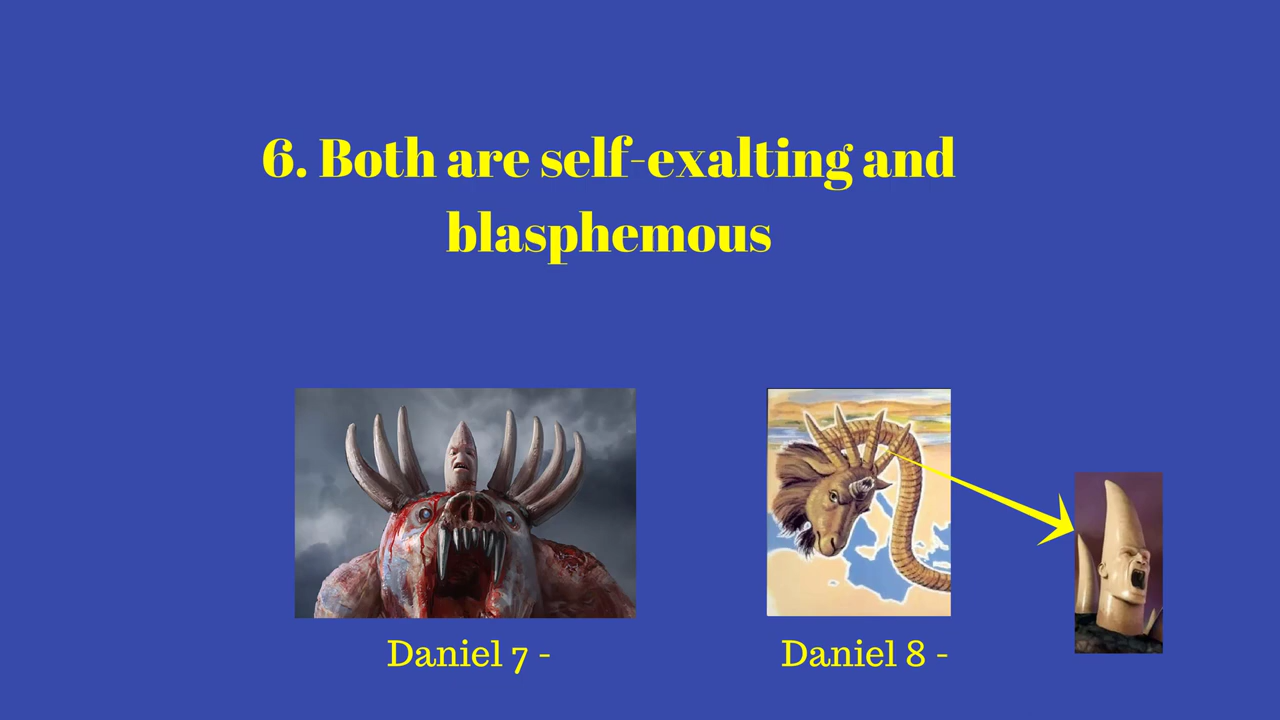 6. Both are self-exalting and
blasphemous
Daniel 7 -
Daniel 8 -